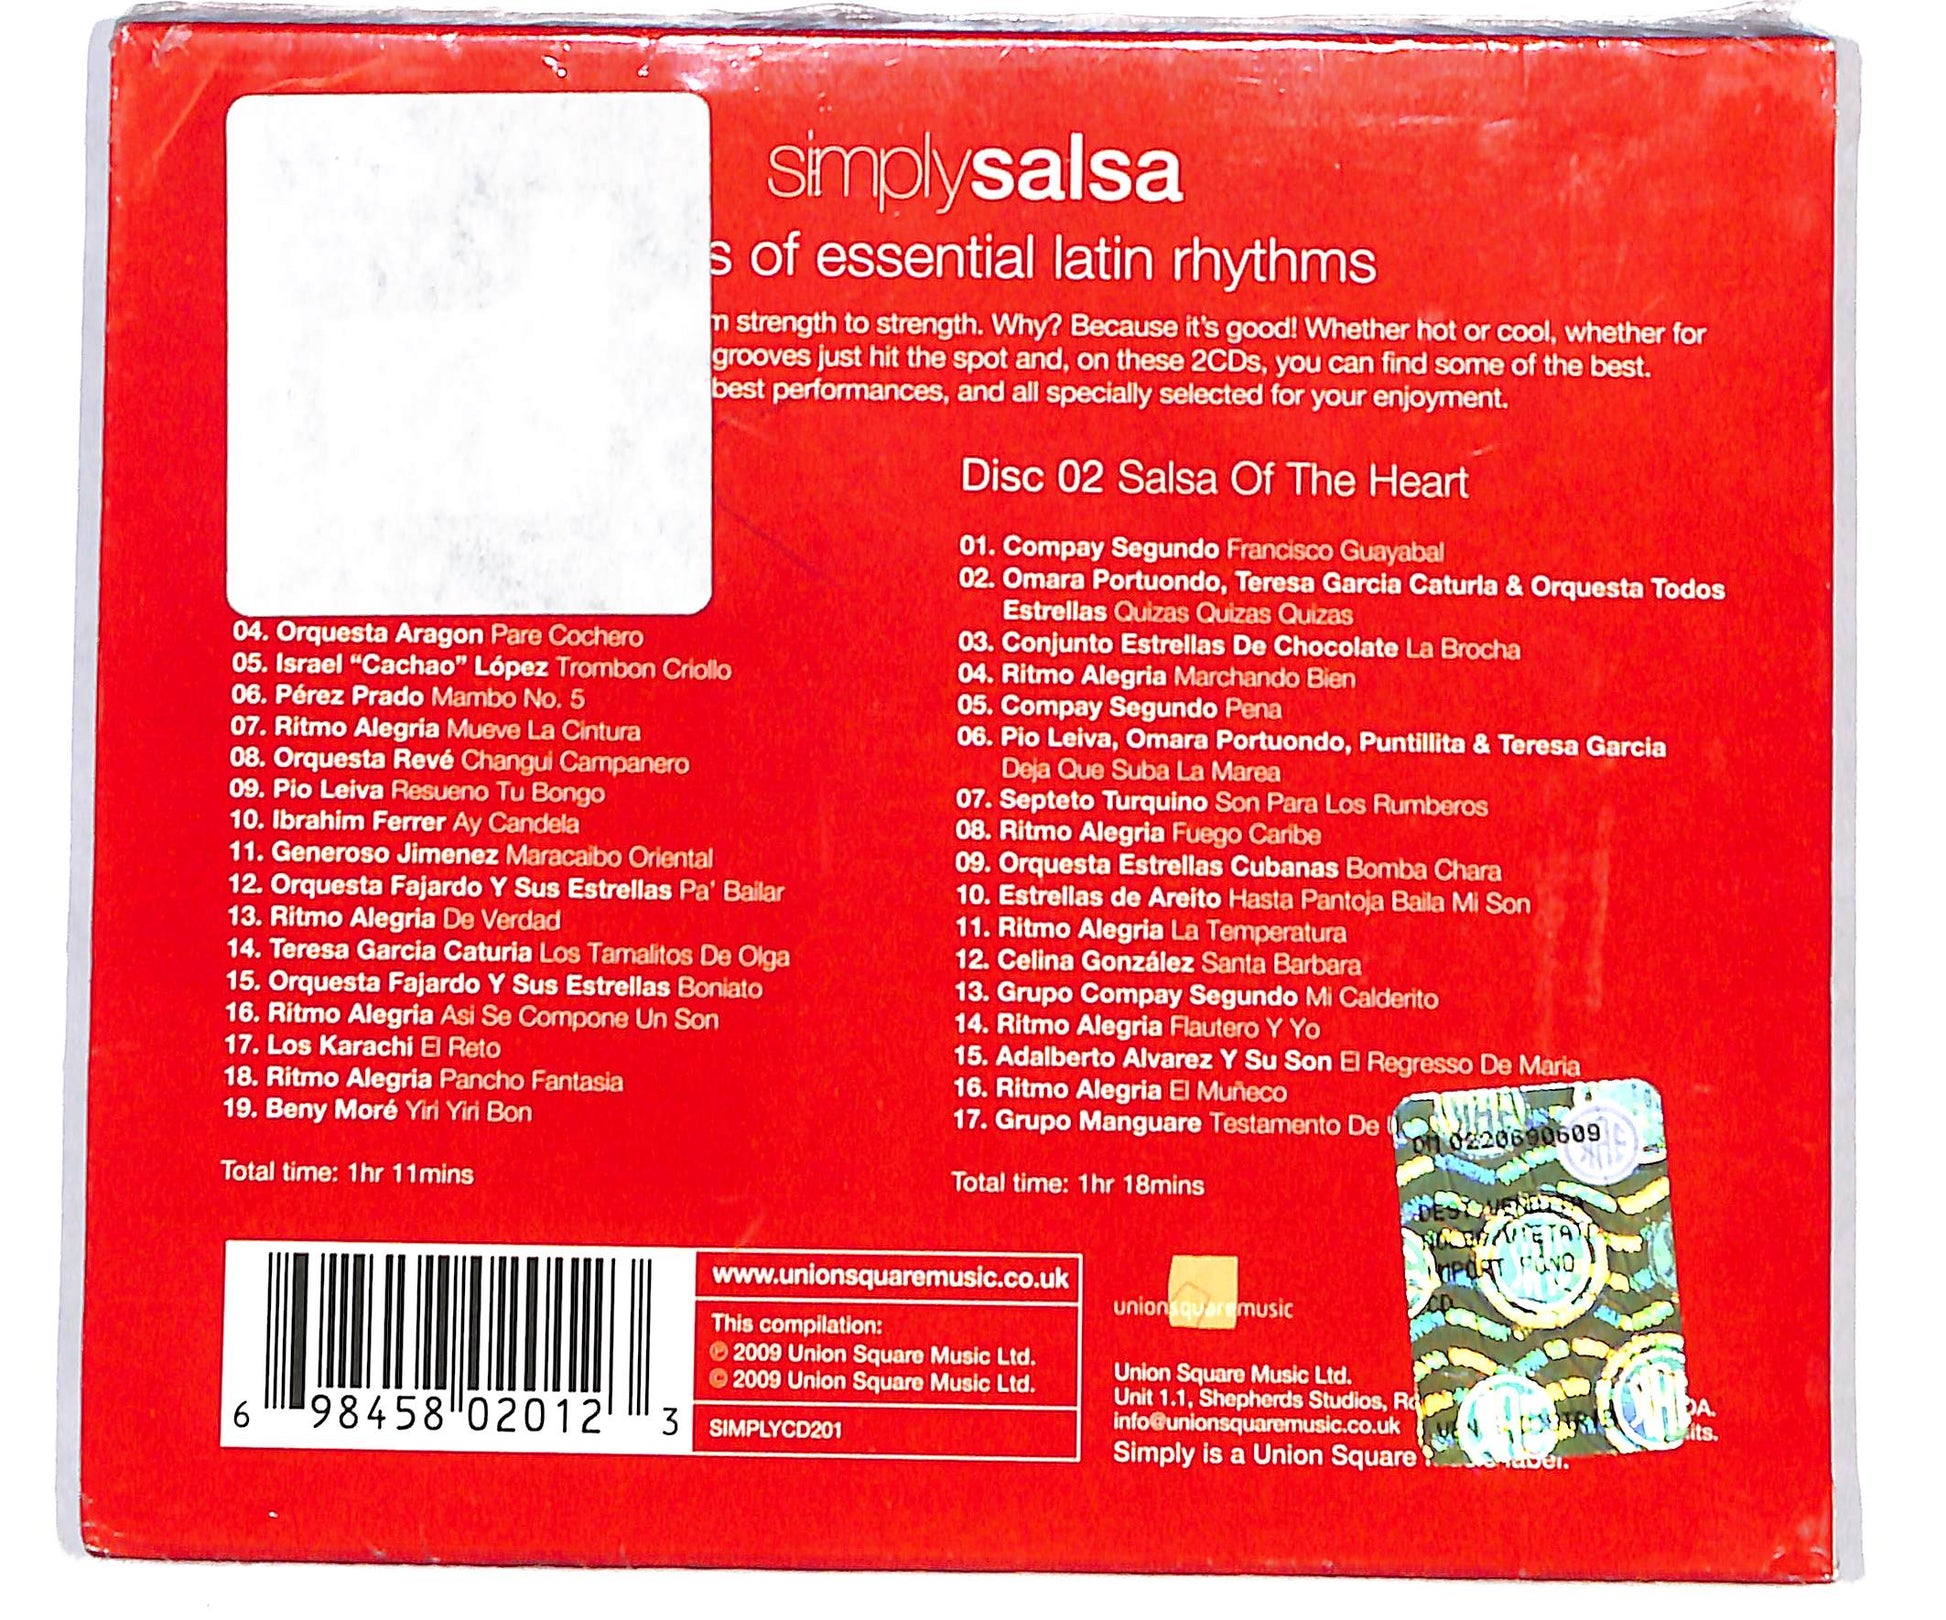 simplysalsa
s of essential latin rhythms
strength to strength. Why? Because it's good! Whether hot or cool, whether for
grooves just hit the spot and, on these 2CDs, you can find some of the best.
best performances, and all specially selected for your enjoyment.
04. Orquesta Aragon Pare Cochero
05. Israel “Cachao” López Trombon Criollo
06. Pérez Prado Mambo No. 5
07. Ritmo Alegria Mueve La Cintura
08. Orquesta Revé Changui Campanero
09. Pio Leiva Resueno Tu Bongo
10. Ibrahim Ferrer Ay Candela
11. Generoso Jimenez Maracaibo Oriental
12. Orquesta Fajardo Y Sus Estrellas Pa' Bailar
13. Ritmo Alegria De Verdad
14. Teresa Garcia Caturia Los Tamalitos De Olga
15. Orquesta Fajardo Y Sus Estrellas Boniato
16. Ritmo Alegria Asi Se Compone Un Son
17. Los Karachi El Reto
18. Ritmo Alegria Pancho Fantasia
19. Beny Moré Yiri Yiri Bon
Total time: 1hr 11mins
Disc 02 Salsa Of The Heart
01. Compay Segundo Francisco Guayabal
02. Omara Portuondo, Teresa Garcia Caturla & Orquesta Todos
Estrellas Quizas Quizas Quizas
03. Conjunto Estrellas De Chocolate La Brocha
04. Ritmo Alegria Marchando Bien
05. Compay Segundo Pena
06. Pio Leiva, Omara Portuondo, Puntillita & Teresa Garcia
Deja Que Suba La Marea
07. Septeto Turquino Son Para Los Rumberos
08. Ritmo Alegria Fuego Caribe
09. Orquesta Estrellas Cubanas Bomba Chara
10. Estrellas de Areito Hasta Pantoja Baila Mi Son
11. Ritmo Alegria La Temperatura
12. Celina González Santa Barbara
13. Grupo Compay Segundo Mi Calderito
14. Ritmo Alegria Flautero Y Yo
15. Adalberto Alvarez Y Su Son El Regresso De Maria
16. Ritmo Alegria El Muñeco
17. Grupo Manguare Testamento De
Total time: 1hr 18mins
0220690609
CD
6 98458 02012 3
www.unionsquaremusic.co.uk
This compilation:
℗ 2009 Union Square Music Ltd.
© 2009 Union Square Music Ltd.
SIMPLYCD201
unionsquaremusic
Union Square Music Ltd.
Unit 1.1, Shepherds Studios,
info@unionsquaremusic.co.uk
Simply is a Union Square label.